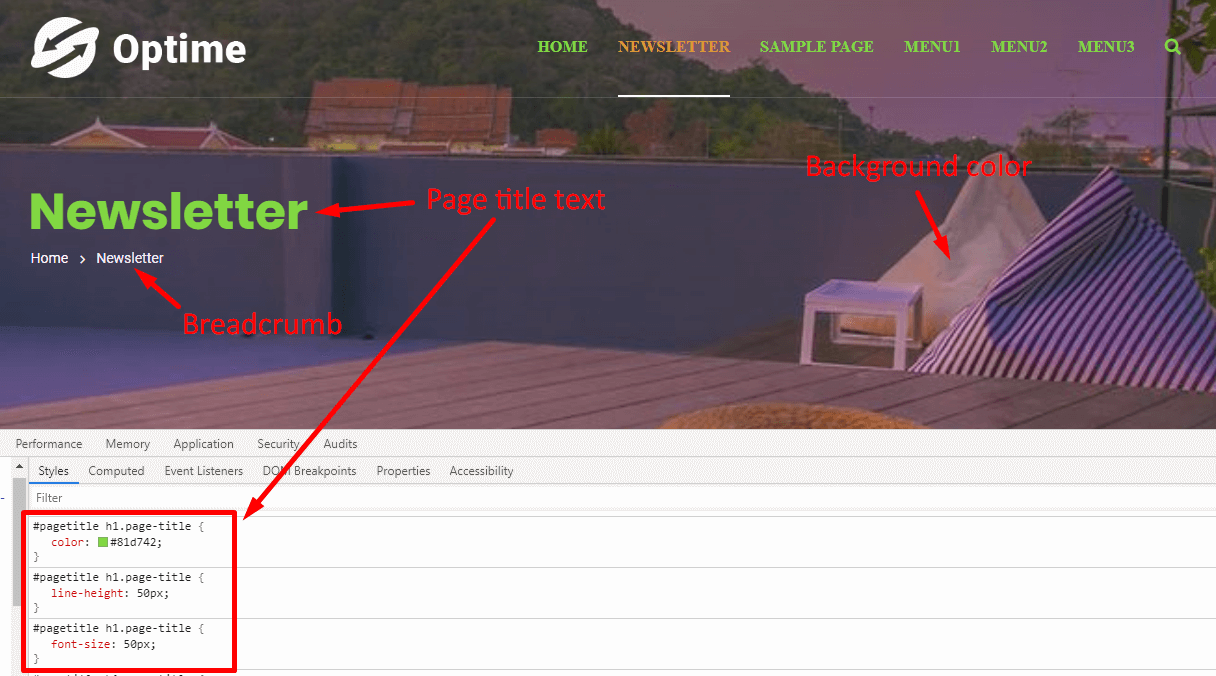 Optime
HOME NEWSLETTER SAMPLE PAGE MENU1 MENU2 MENU3
Background color
Newsletter
Page title text
Home > Newsletter
Breadcrumb
Performance Memory Application Security Audits
Styles Computed Event Listeners DOM Breakpoints Properties Accessibility
Filter
#pagetitle h1.page-title {
color: #81d742;
}
#pagetitle h1.page-title {
line-height: 50px;
}
#pagetitle h1.page-title {
font-size: 50px;
}